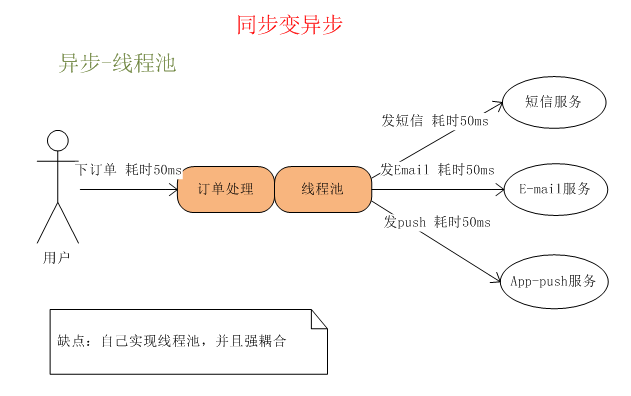 同步变异步
异步-线程池
短信服务
发短信 耗时50ms
下订单 耗时50ms
发Email 耗时50ms
订单处理
线程池
E-mail服务
发push 耗时50ms
用户
App-push服务
缺点：自己实现线程池，并且强耦合